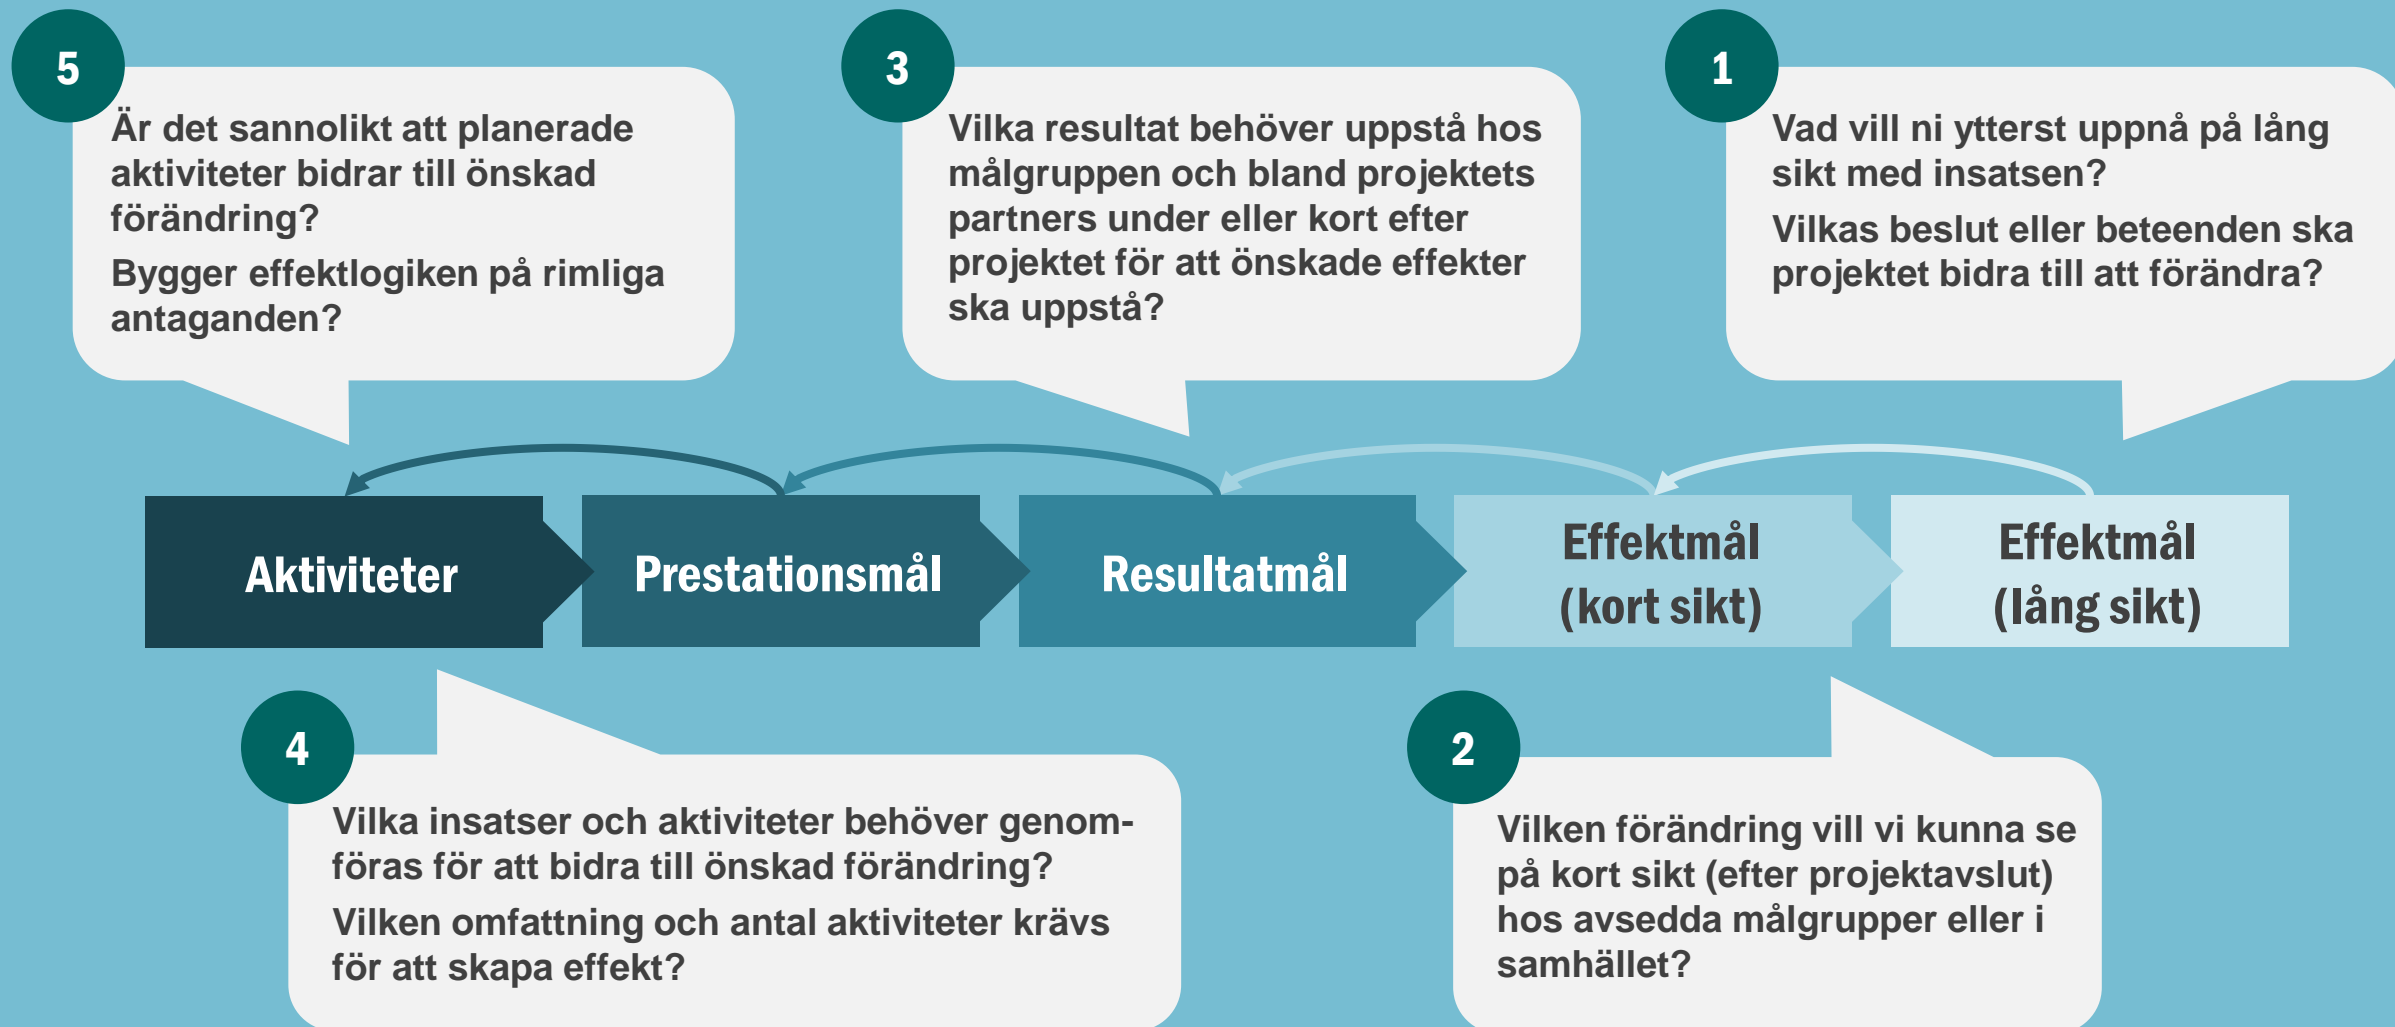 5
Är det sannolikt att planerade
aktiviteter bidrar till önskad
förändring?
Bygger effektlogiken på rimliga
antaganden?
3
Vilka resultat behöver uppstå hos
målgruppen och bland projektets
partners under eller kort efter
projektet för att önskade effekter
ska uppstå?
1
Vad vill ni ytterst uppnå på lång
sikt med insatsen?
Vilkas beslut eller beteenden ska
projektet bidra till att förändra?
Aktiviteter
Prestationsmål
Resultatmål
Effektmål
(kort sikt)
Effektmål
(lång sikt)
4
Vilka insatser och aktiviteter behöver genom-
föras för att bidra till önskad förändring?
Vilken omfattning och antal aktiviteter krävs
för att skapa effekt?
2
Vilken förändring vill vi kunna se
på kort sikt (efter projektavslut)
hos avsedda målgrupper eller i
samhället?